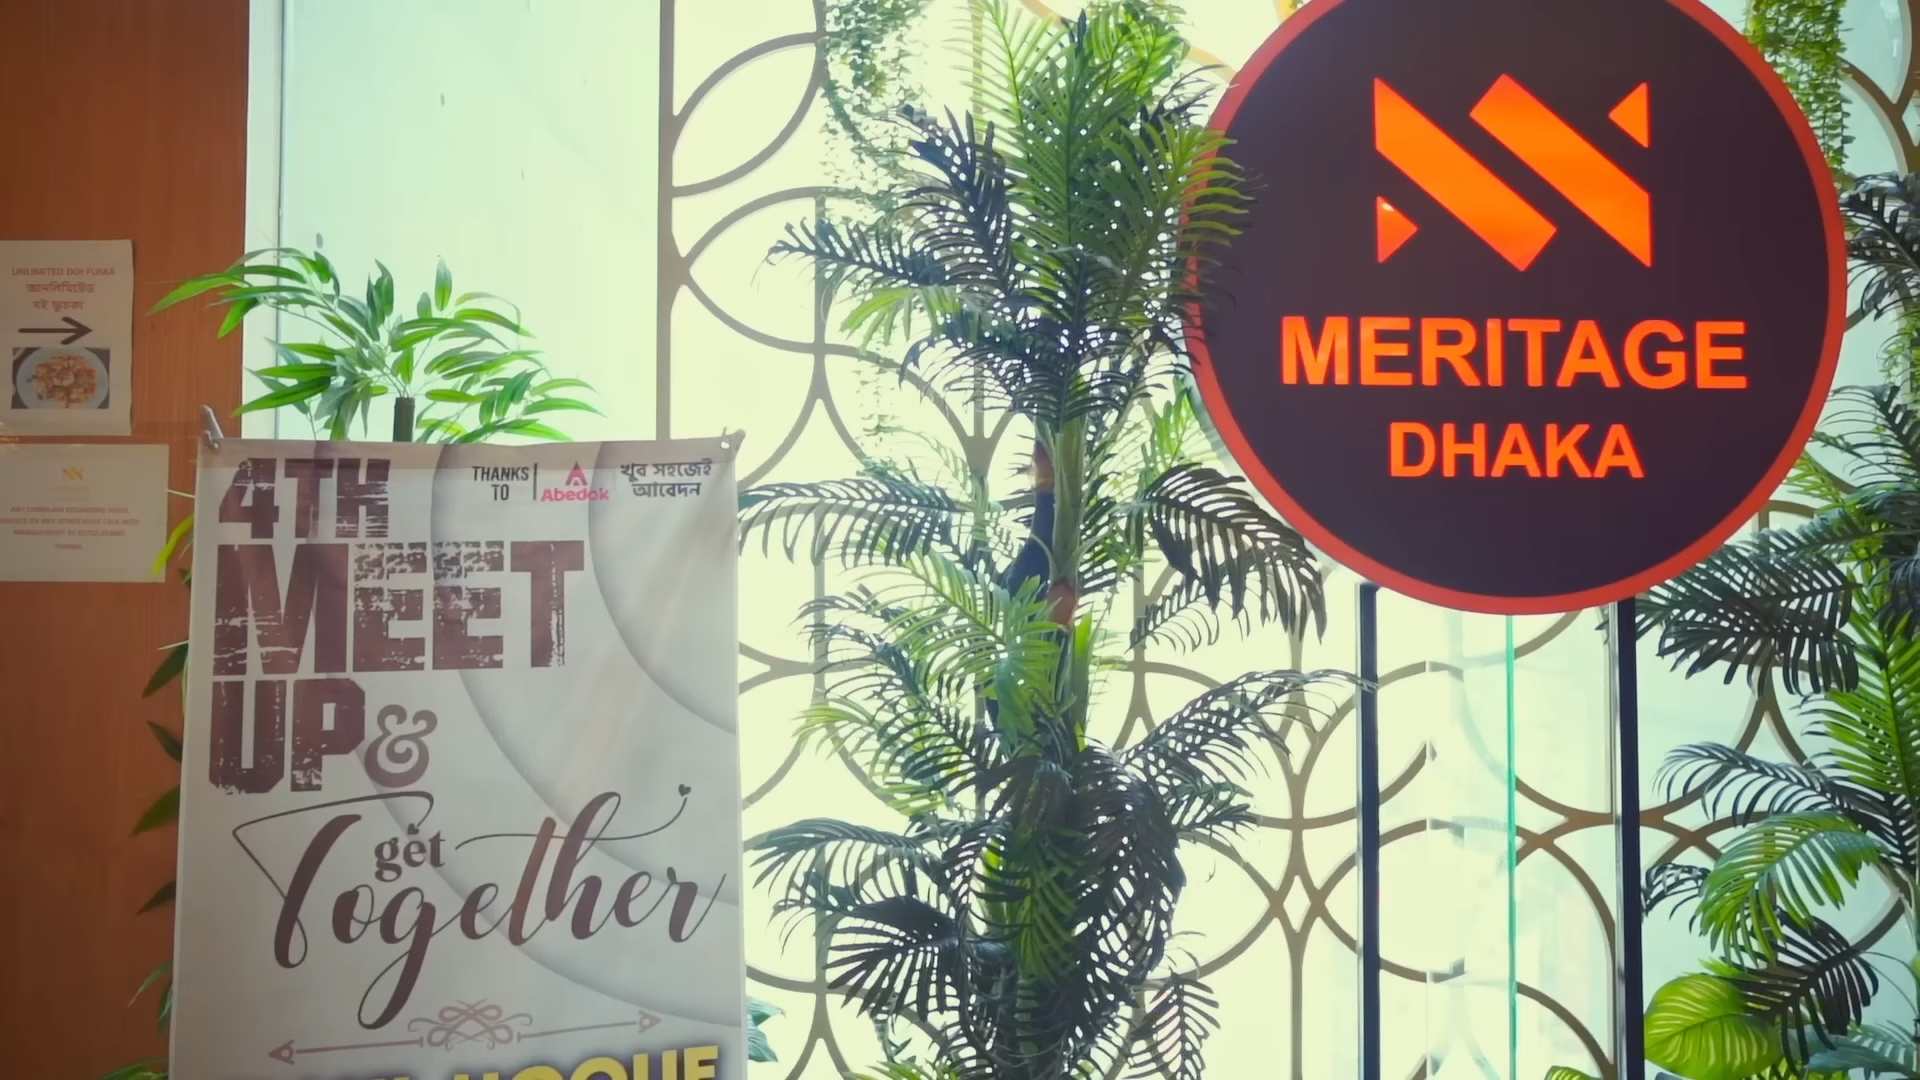 UNLIMITED DOI FUSKA
আনলিমিটেড
দই ফুচকা
4TH
MEET
UP &
get
Together
THANKS
TO
Abedok
খুব সহজেই
আবেদন
HOQUE
MERITAGE
DHAKA